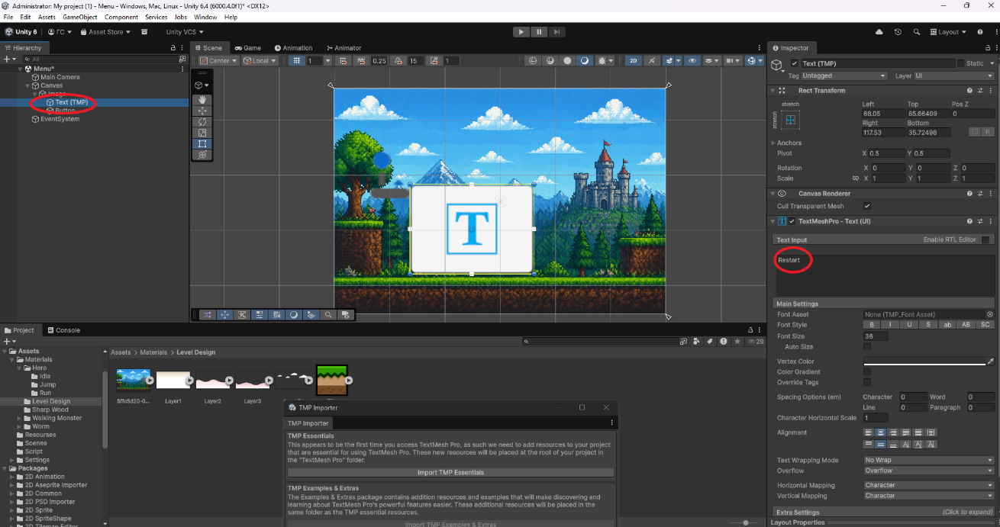 Administrator: My project (1) - Menu - Windows, Mac, Linux - Unity 6.4 (6000.4.0f1)* <DX12>
File Edit Assets GameObject Component Services Jobs Window Help
Unity 6 ГС Asset Store Unity VCS Layout
Hierarchy
All
Menu*
Main Camera
Canvas
Image
Text (TMP)
Button
EventSystem
Scene Game Animation Animator
Center Local 1 0.25 15 1 2D
T
Inspector
Text (TMP) Static
Tag Untagged Layer UI
Rect Transform
stretch Left Top Pos Z
stretch 68.05 85.66499 0
Right Bottom
117.53 35.72498 R
Anchors
Pivot X 0.5 Y 0.5
Rotation X 0 Y 0 Z 0
Scale X 1 Y 1 Z 1
Canvas Renderer
Cull Transparent Mesh
TextMeshPro - Text (UI)
Text Input Enable RTL Editor
Restart
Main Settings
Font Asset None (TMP_Font Asset)
Font Style B I U S ab AB SC
Font Size 36
Auto Size
Vertex Color
Color Gradient
Override Tags
Spacing Options (em) Character 0 Word 0
Line 0 Paragraph 0
Character Horizontal Scale 1
Alignment
Text Wrapping Mode No Wrap
Overflow Overflow
Horizontal Mapping Character
Vertical Mapping Character
Extra Settings (Click to expand)
Layout Properties
Project Console
29
Assets
Materials
Hero
Idle
Jump
Run
Level Design
Sharp Wood
Walking Monster
Worm
Resourses
Scenes
Script
Settings
Packages
2D Animation
2D Aseprite Importer
2D Common
2D PSD Importer
2D Sprite
2D SpriteShape
2D Tilemap Editor
Assets > Materials > Level Design
5ffc5d20-0... Layer1 Layer2 Layer3
TMP Importer
TMP Importer
TMP Essentials
This appears to be the first time you access TextMesh Pro, as such we need to add resources to your project
that are essential for using TextMesh Pro. These new resources will be placed at the root of your project in
the "TextMesh Pro" folder.
Import TMP Essentials
TMP Examples & Extras
The Examples & Extras package contains addition resources and examples that will make discovering and
learning about TextMesh Pro's powerful features easier. These additional resources will be placed in the
same folder as the TMP essential resources.
Import TMP Examples & Extras